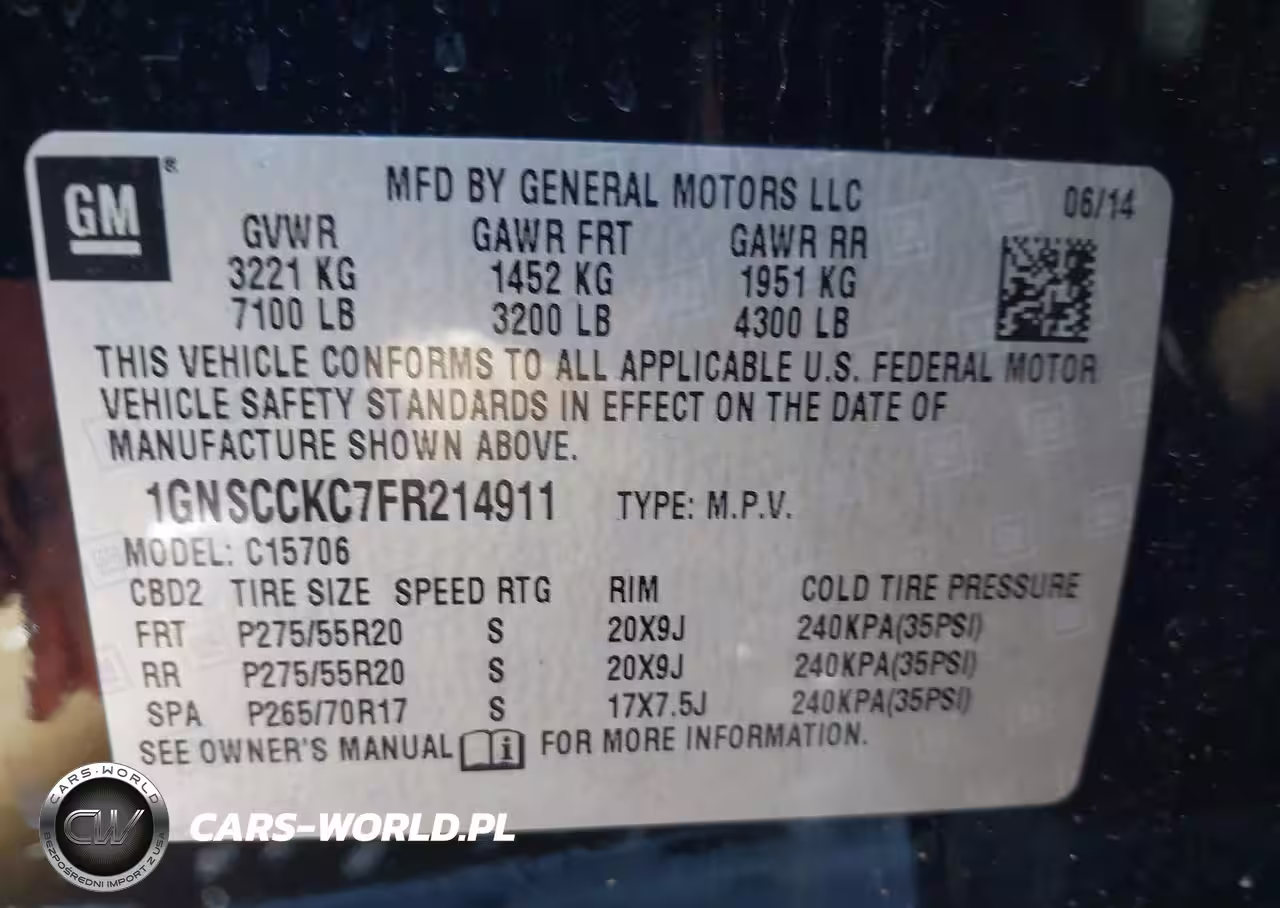 GM ®
MFD BY GENERAL MOTORS LLC 06/14
GVWR GAWR FRT GAWR RR
3221 KG 1452 KG 1951 KG
7100 LB 3200 LB 4300 LB
THIS VEHICLE CONFORMS TO ALL APPLICABLE U.S. FEDERAL MOTOR
VEHICLE SAFETY STANDARDS IN EFFECT ON THE DATE OF
MANUFACTURE SHOWN ABOVE.
1GNSCCKC7FR214911 TYPE: M.P.V.
MODEL: C15706
CBD2 TIRE SIZE SPEED RTG RIM COLD TIRE PRESSURE
FRT P275/55R20 S 20X9J 240KPA(35PSI)
RR P275/55R20 S 20X9J 240KPA(35PSI)
SPA P265/70R17 S 17X7.5J 240KPA(35PSI)
SEE OWNER'S MANUAL i FOR MORE INFORMATION.
CARS-WORLD
CW
BEZPOŚREDNI IMPORT Z USA
CARS-WORLD.PL